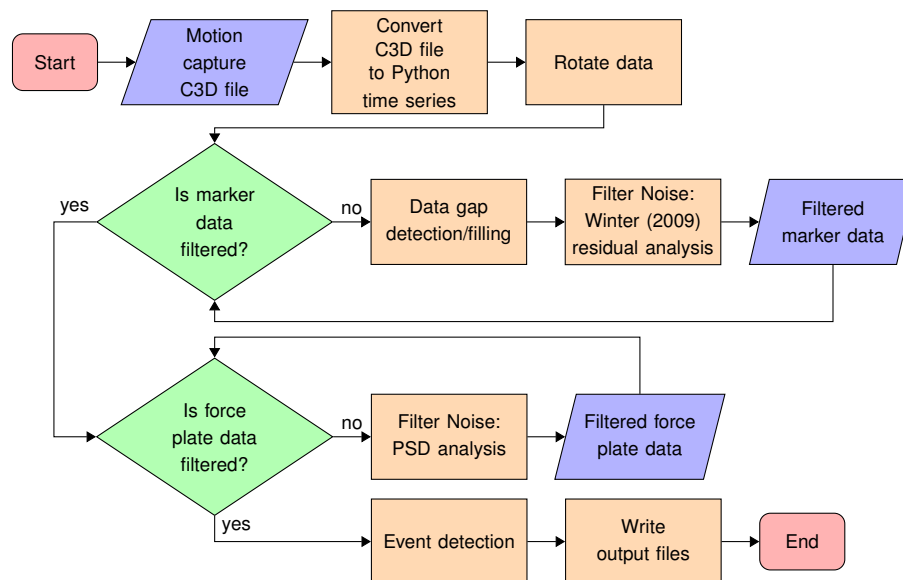 Start
Motion
capture
C3D file
Convert
C3D file
to Python
time series
Rotate data
yes
Is marker
data
filtered?
no
Data gap
detection/filling
Filter Noise:
Winter (2009)
residual analysis
Filtered
marker data
Is force
plate data
filtered?
no
Filter Noise:
PSD analysis
Filtered force
plate data
yes
Event detection
Write
output files
End